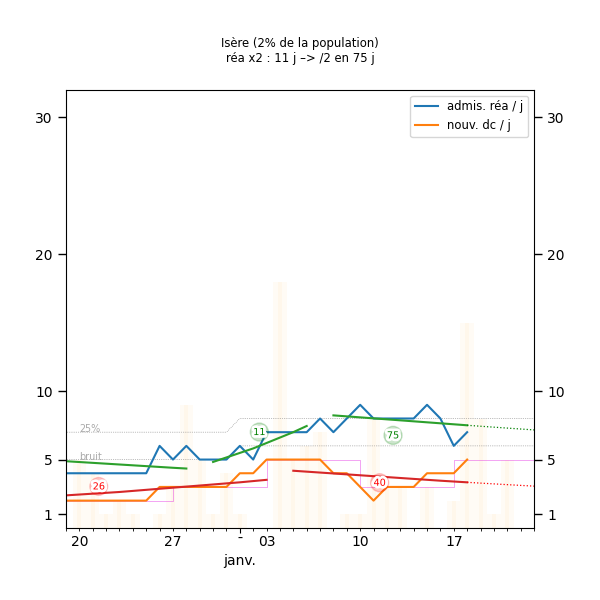 Isère (2% de la population)
réa x2 : 11 j –> /2 en 75 j
admis. réa / j
nouv. dc / j
30 30
20 20
10 10
25%
11
75
bruit
5 5
26
40
1 1
20 27 - 03 10 17
janv.